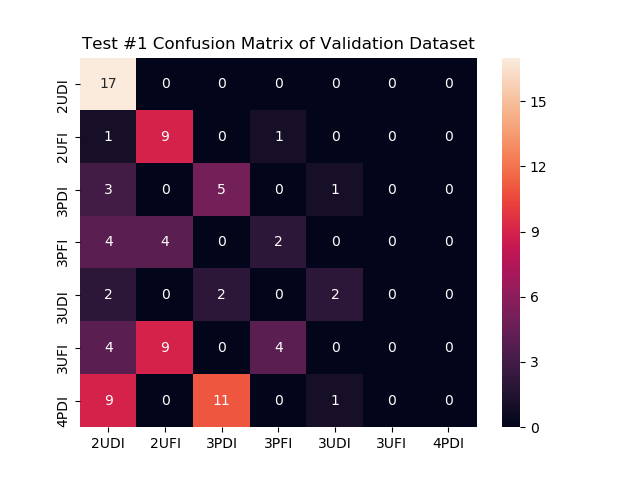 Test #1 Confusion Matrix of Validation Dataset
2UDI 17 0 0 0 0 0 0
2UFI 1 9 0 1 0 0 0
3PDI 3 0 5 0 1 0 0
3PFI 4 4 0 2 0 0 0
3UDI 2 0 2 0 2 0 0
3UFI 4 9 0 4 0 0 0
4PDI 9 0 11 0 1 0 0
2UDI 2UFI 3PDI 3PFI 3UDI 3UFI 4PDI
15
12
9
6
3
0